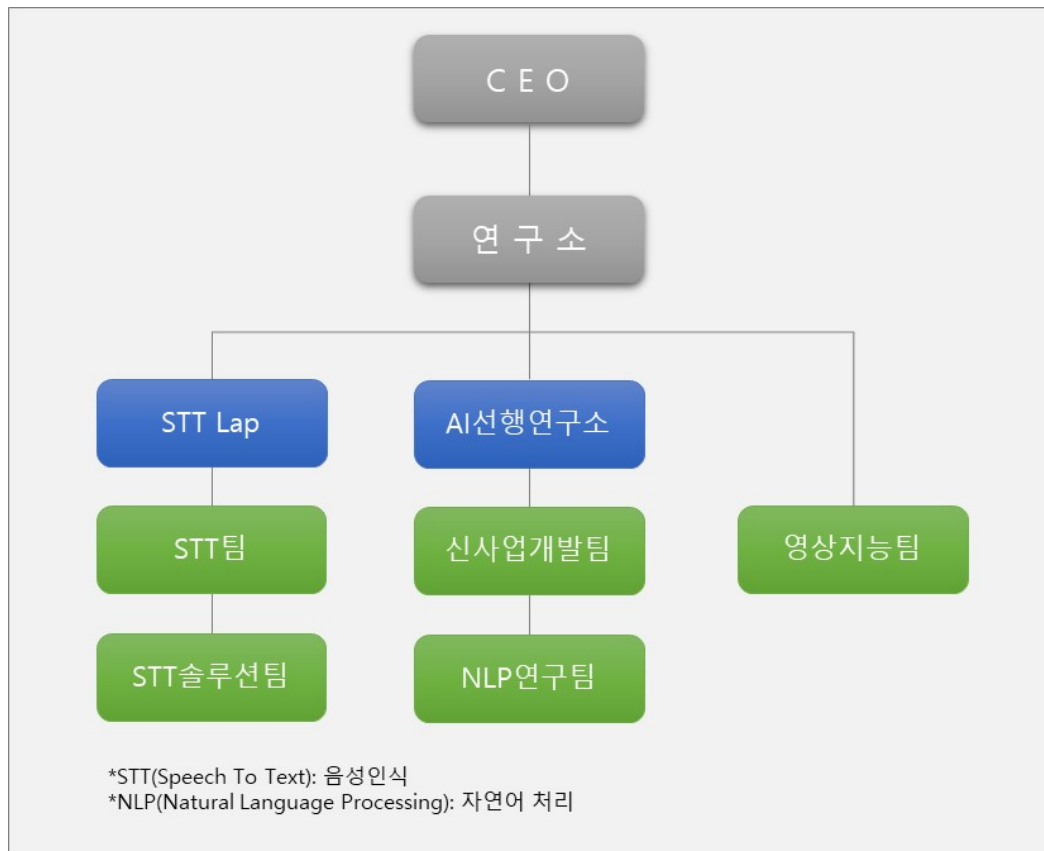 C E O
연 구 소
STT Lap
AI선행연구소
STT팀
신사업개발팀
영상지능팀
STT솔루션팀
NLP연구팀
*STT(Speech To Text): 음성인식
*NLP(Natural Language Processing): 자연어 처리